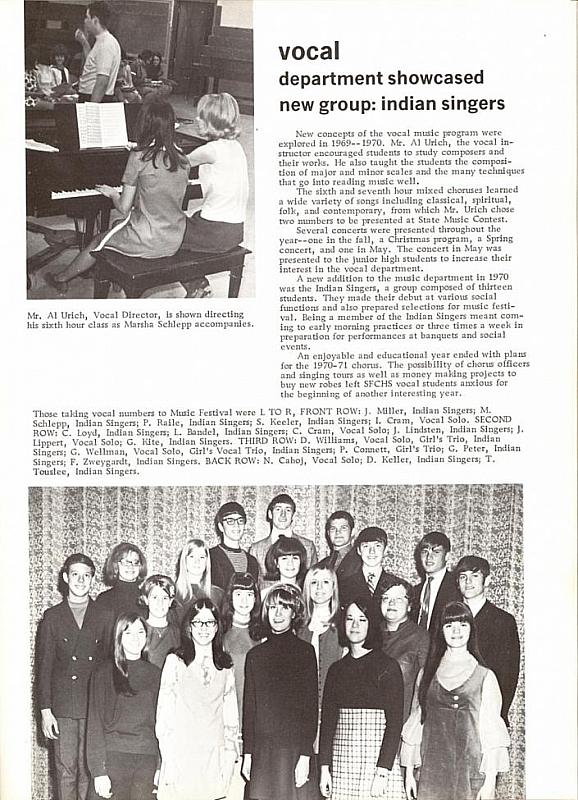 vocal
department showcased
new group: indian singers
New concepts of the vocal music program were
explored in 1969--1970. Mr. Al Urich, the vocal in-
structor encouraged students to study composers and
their works. He also taught the students the composi-
tion of major and minor scales and the many techniques
that go into reading music well.
The sixth and seventh hour mixed choruses learned
a wide variety of songs including classical, spiritual,
folk, and contemporary, from which Mr. Urich chose
two numbers to be presented at State Music Contest.
Several concerts were presented throughout the
year--one in the fall, a Christmas program, a Spring
concert, and one in May. The concert in May was
presented to the junior high students to increase their
interest in the vocal department.
A new addition to the music department in 1970
was the Indian Singers, a group composed of thirteen
students. They made their debut at various social
functions and also prepared selections for music festi-
val. Being a member of the Indian Singers meant com-
ing to early morning practices or three times a week in
preparation for performances at banquets and social
events.
An enjoyable and educational year ended with plans
for the 1970-71 chorus. The possibility of chorus officers
and singing tours as well as money making projects to
buy new robes left SFCHS vocal students anxious for
the beginning of another interesting year.
Mr. Al Urich, Vocal Director, is shown directing
his sixth hour class as Marsha Schlepp accompanies.
Those taking vocal numbers to Music Festival were L TO R, FRONT ROW: J. Miller, Indian Singers; M.
Schlepp, Indian Singers; P. Raile, Indian Singers; S. Keeler, Indian Singers; I. Cram, Vocal Solo. SECOND
ROW: C. Loyd, Indian Singers; L. Bandel, Indian Singers; C. Cram, Vocal Solo; J. Lindsten, Indian Singers; J.
Lippert, Vocal Solo; G. Kite, Indian Singers. THIRD ROW: D. Williams, Vocal Solo, Girl's Trio, Indian
Singers; G. Wellman, Vocal Solo, Girl's Vocal Trio, Indian Singers; P. Connett, Girl's Trio; G. Peter, Indian
Singers; F. Zweygardt, Indian Singers. BACK ROW: N. Cahoj, Vocal Solo; D. Keller, Indian Singers; T.
Touslee, Indian Singers.